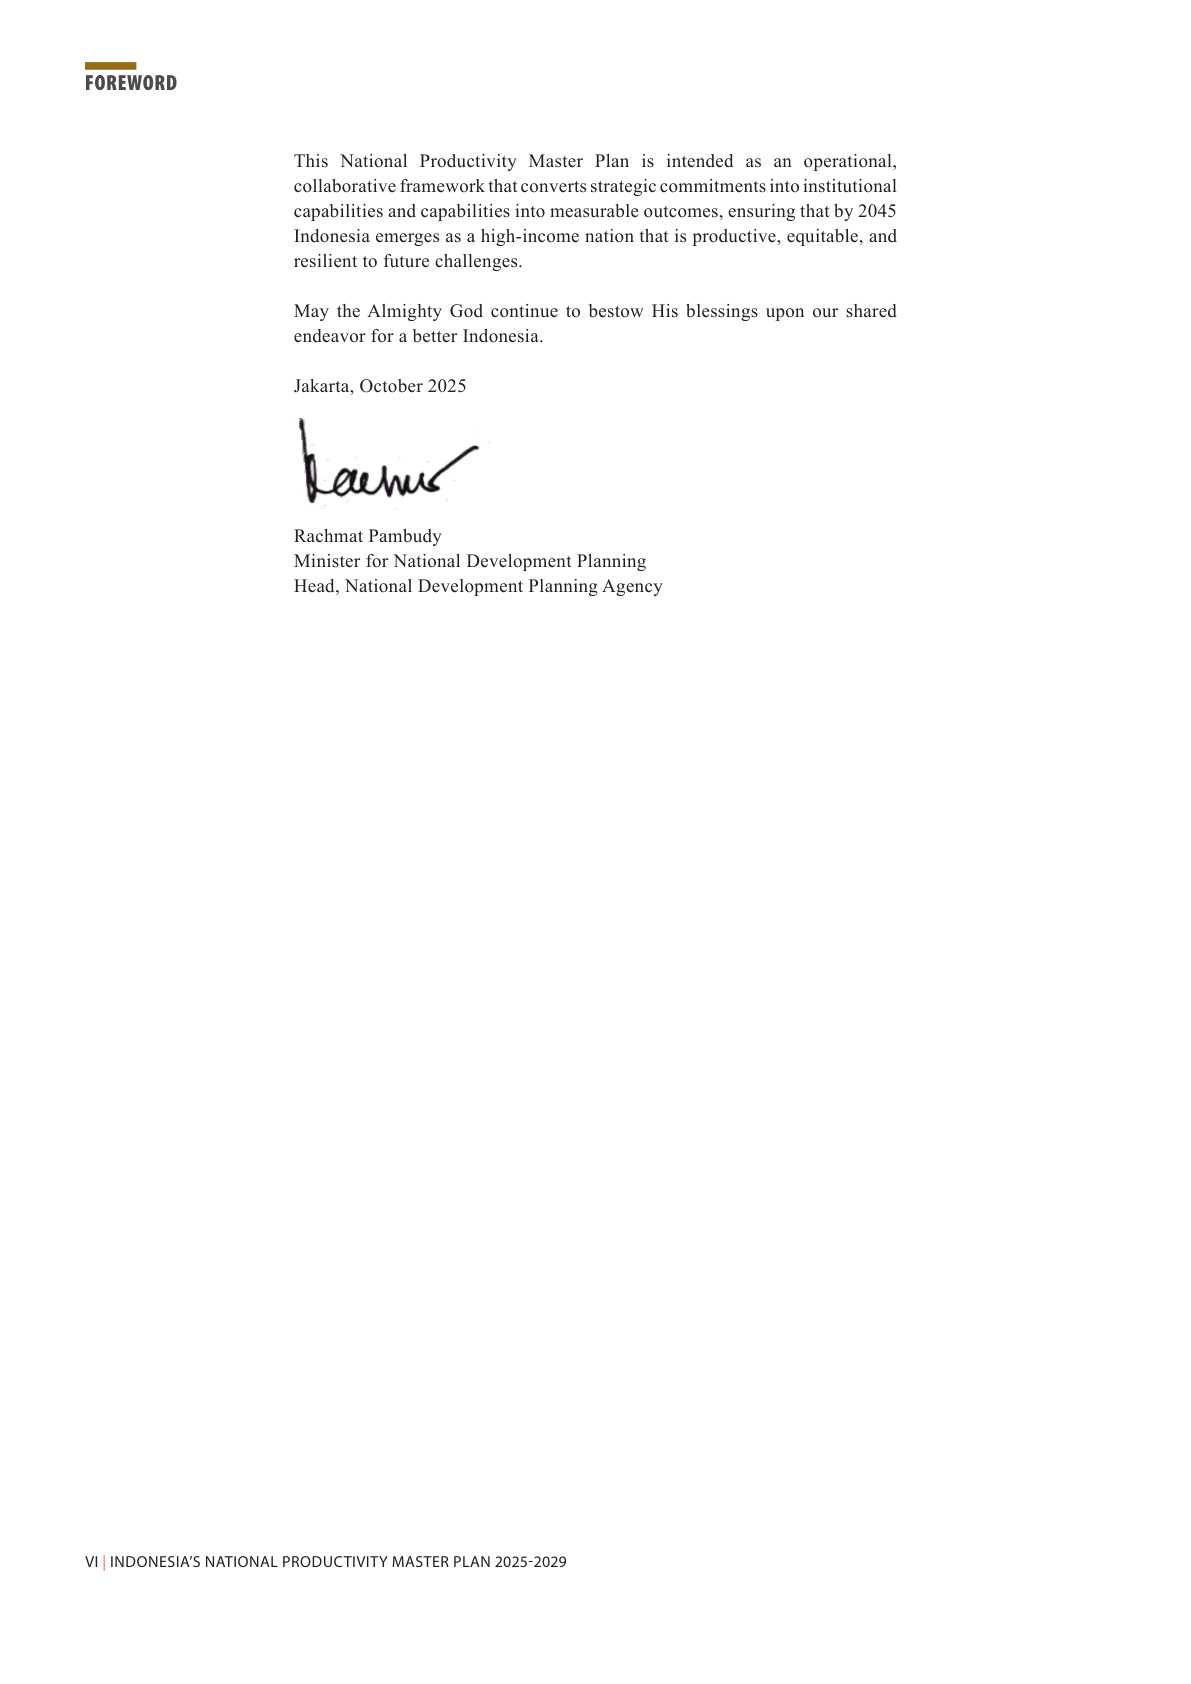 FOREWORD
This National Productivity Master Plan is intended as an operational,
collaborative framework that converts strategic commitments into institutional
capabilities and capabilities into measurable outcomes, ensuring that by 2045
Indonesia emerges as a high-income nation that is productive, equitable, and
resilient to future challenges.
May the Almighty God continue to bestow His blessings upon our shared
endeavor for a better Indonesia.
Jakarta, October 2025
Rachmat Pambudy
Minister for National Development Planning
Head, National Development Planning Agency
VI | INDONESIA'S NATIONAL PRODUCTIVITY MASTER PLAN 2025-2029